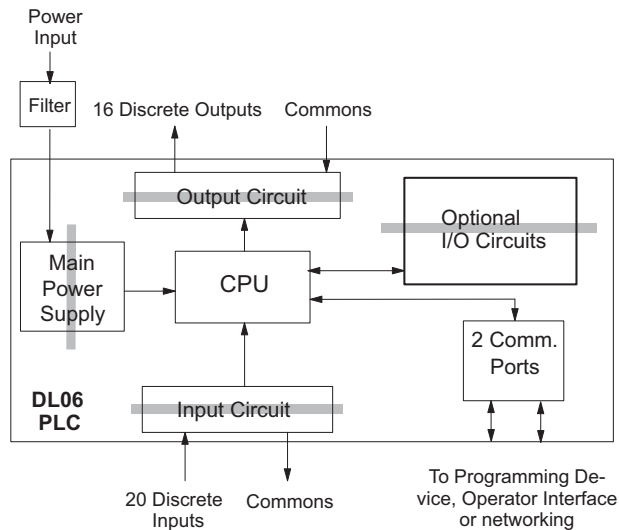 Power
Input
Filter
16 Discrete Outputs
Commons
Output Circuit
Optional
I/O Circuits
Main
Power
Supply
CPU
2 Comm.
Ports
DL06
PLC
Input Circuit
20 Discrete
Inputs
Commons
To Programming De-
vice, Operator Interface
or networking